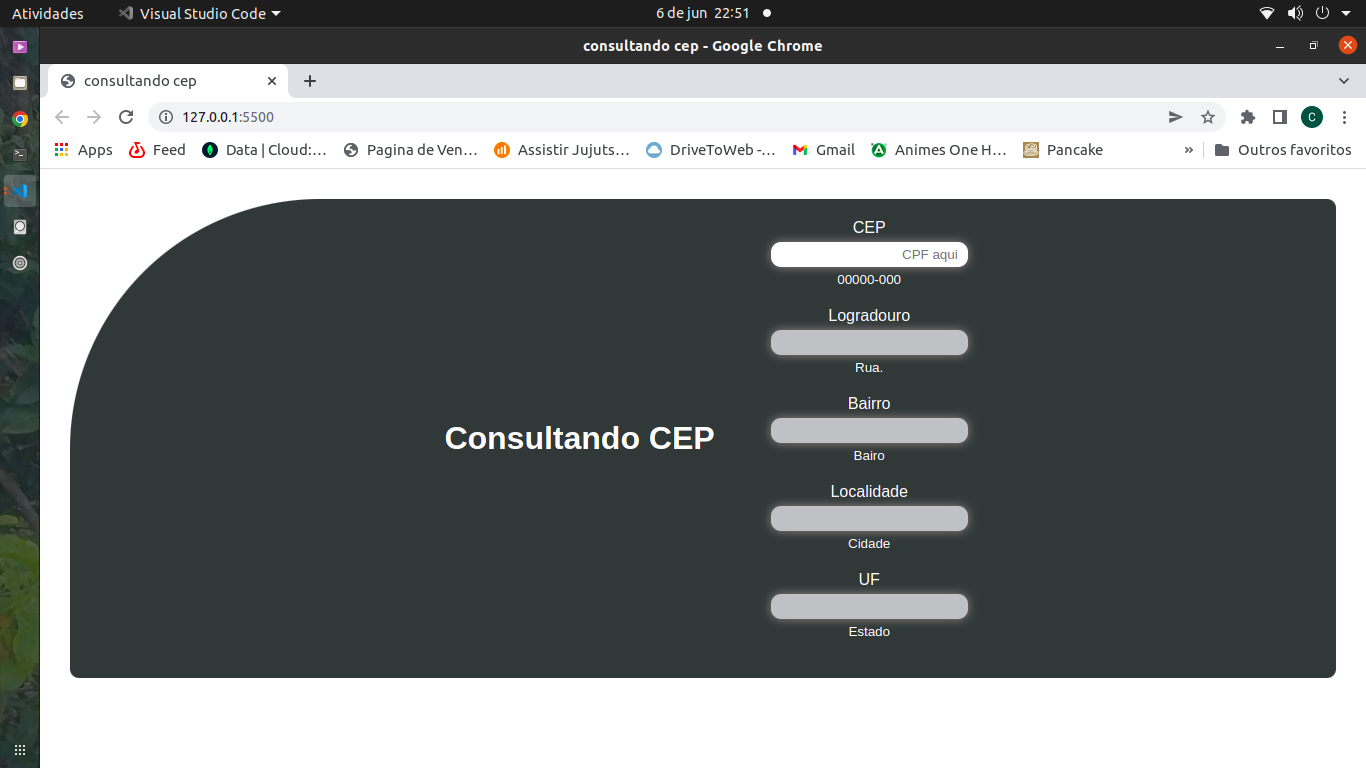 Atividades Visual Studio Code 6 de jun 22:51
consultando cep - Google Chrome
consultando cep
127.0.0.1:5500 C
Apps Feed Data | Cloud:... Pagina de Ven... Assistir Jujuts... DriveToWeb -... Gmail Animes One H... Pancake » Outros favoritos
CEP
CPF aqui
00000-000
Logradouro
Rua.
Bairro
Consultando CEP
Bairo
Localidade
Cidade
UF
Estado